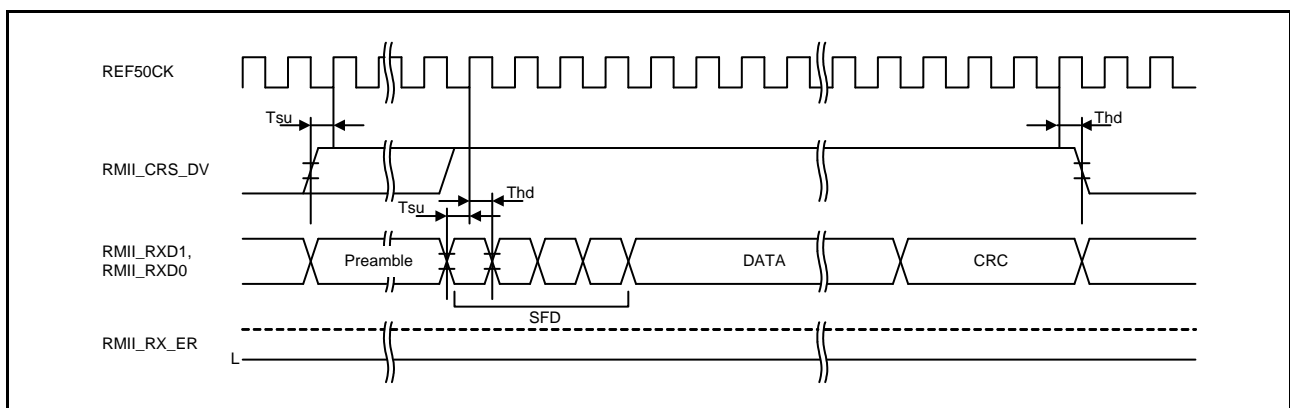 REF50CK
Tsu
Thd
RMII_CRS_DV
Thd
Tsu
RMII_RXD1,
RMII_RXD0
Preamble
DATA
CRC
SFD
RMII_RX_ER
L